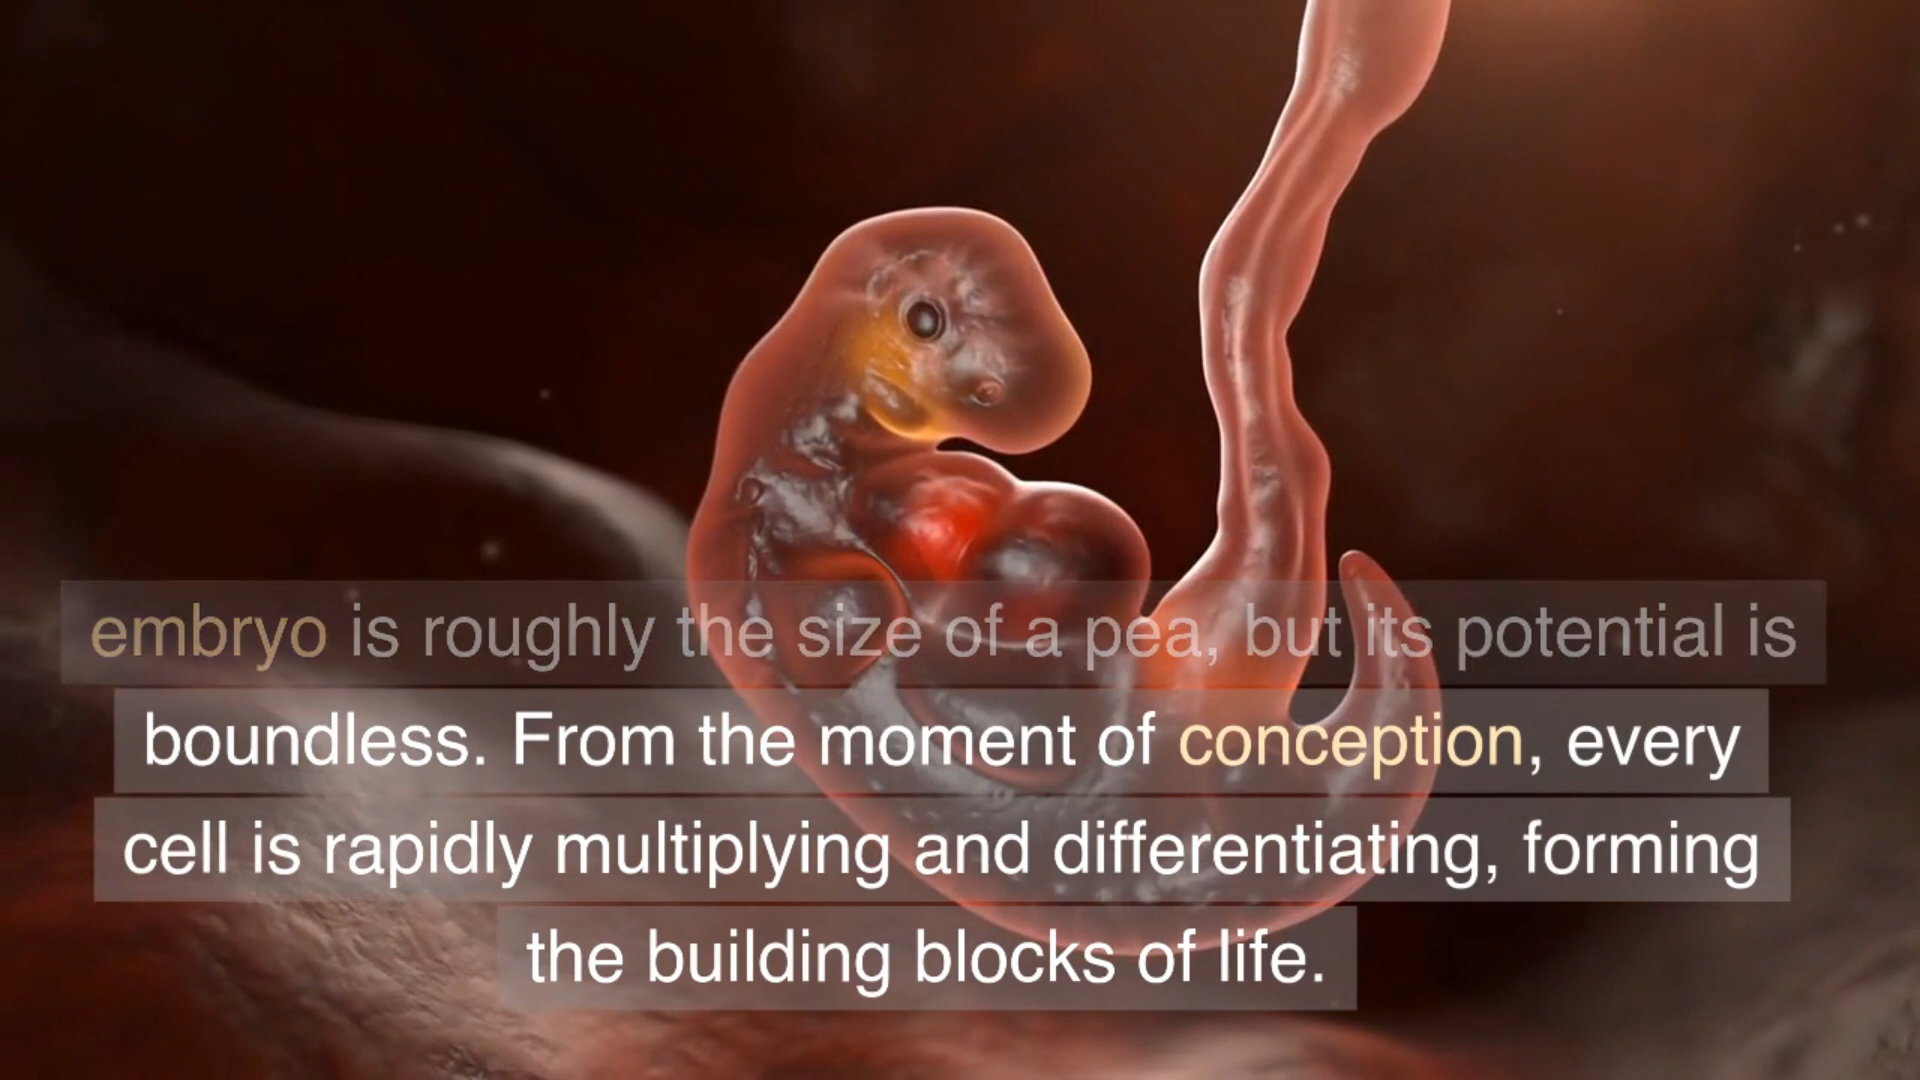 embryo is roughly the size of a pea, but its potential is
boundless. From the moment of conception, every
cell is rapidly multiplying and differentiating, forming
the building blocks of life.